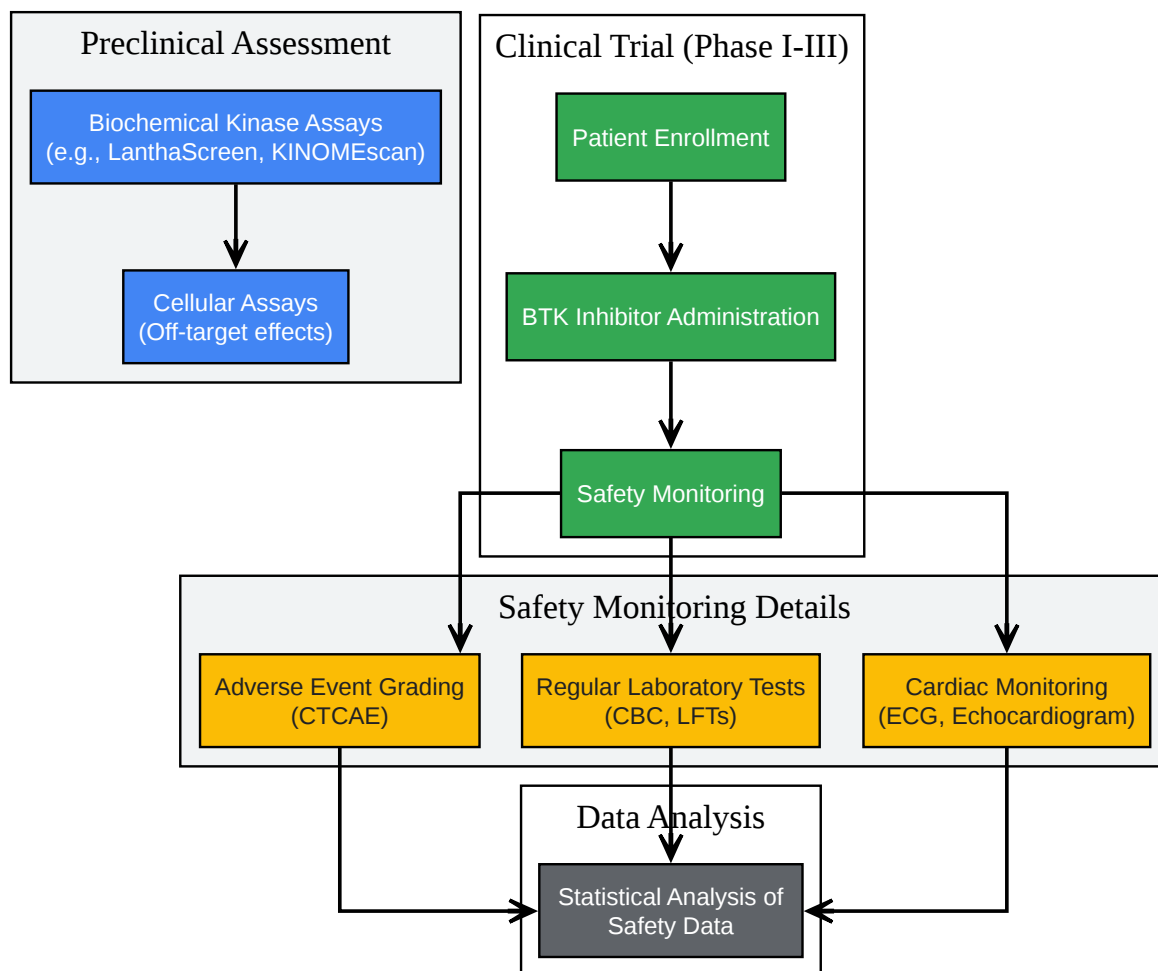 Preclinical Assessment
Biochemical Kinase Assays
(e.g., LanthaScreen, KINOMEscan)
Cellular Assays
(Off-target effects)
Clinical Trial (Phase I-III)
Patient Enrollment
BTK Inhibitor Administration
Safety Monitoring
Safety Monitoring Details
Adverse Event Grading
(CTCAE)
Regular Laboratory Tests
(CBC, LFTs)
Cardiac Monitoring
(ECG, Echocardiogram)
Data Analysis
Statistical Analysis of
Safety Data